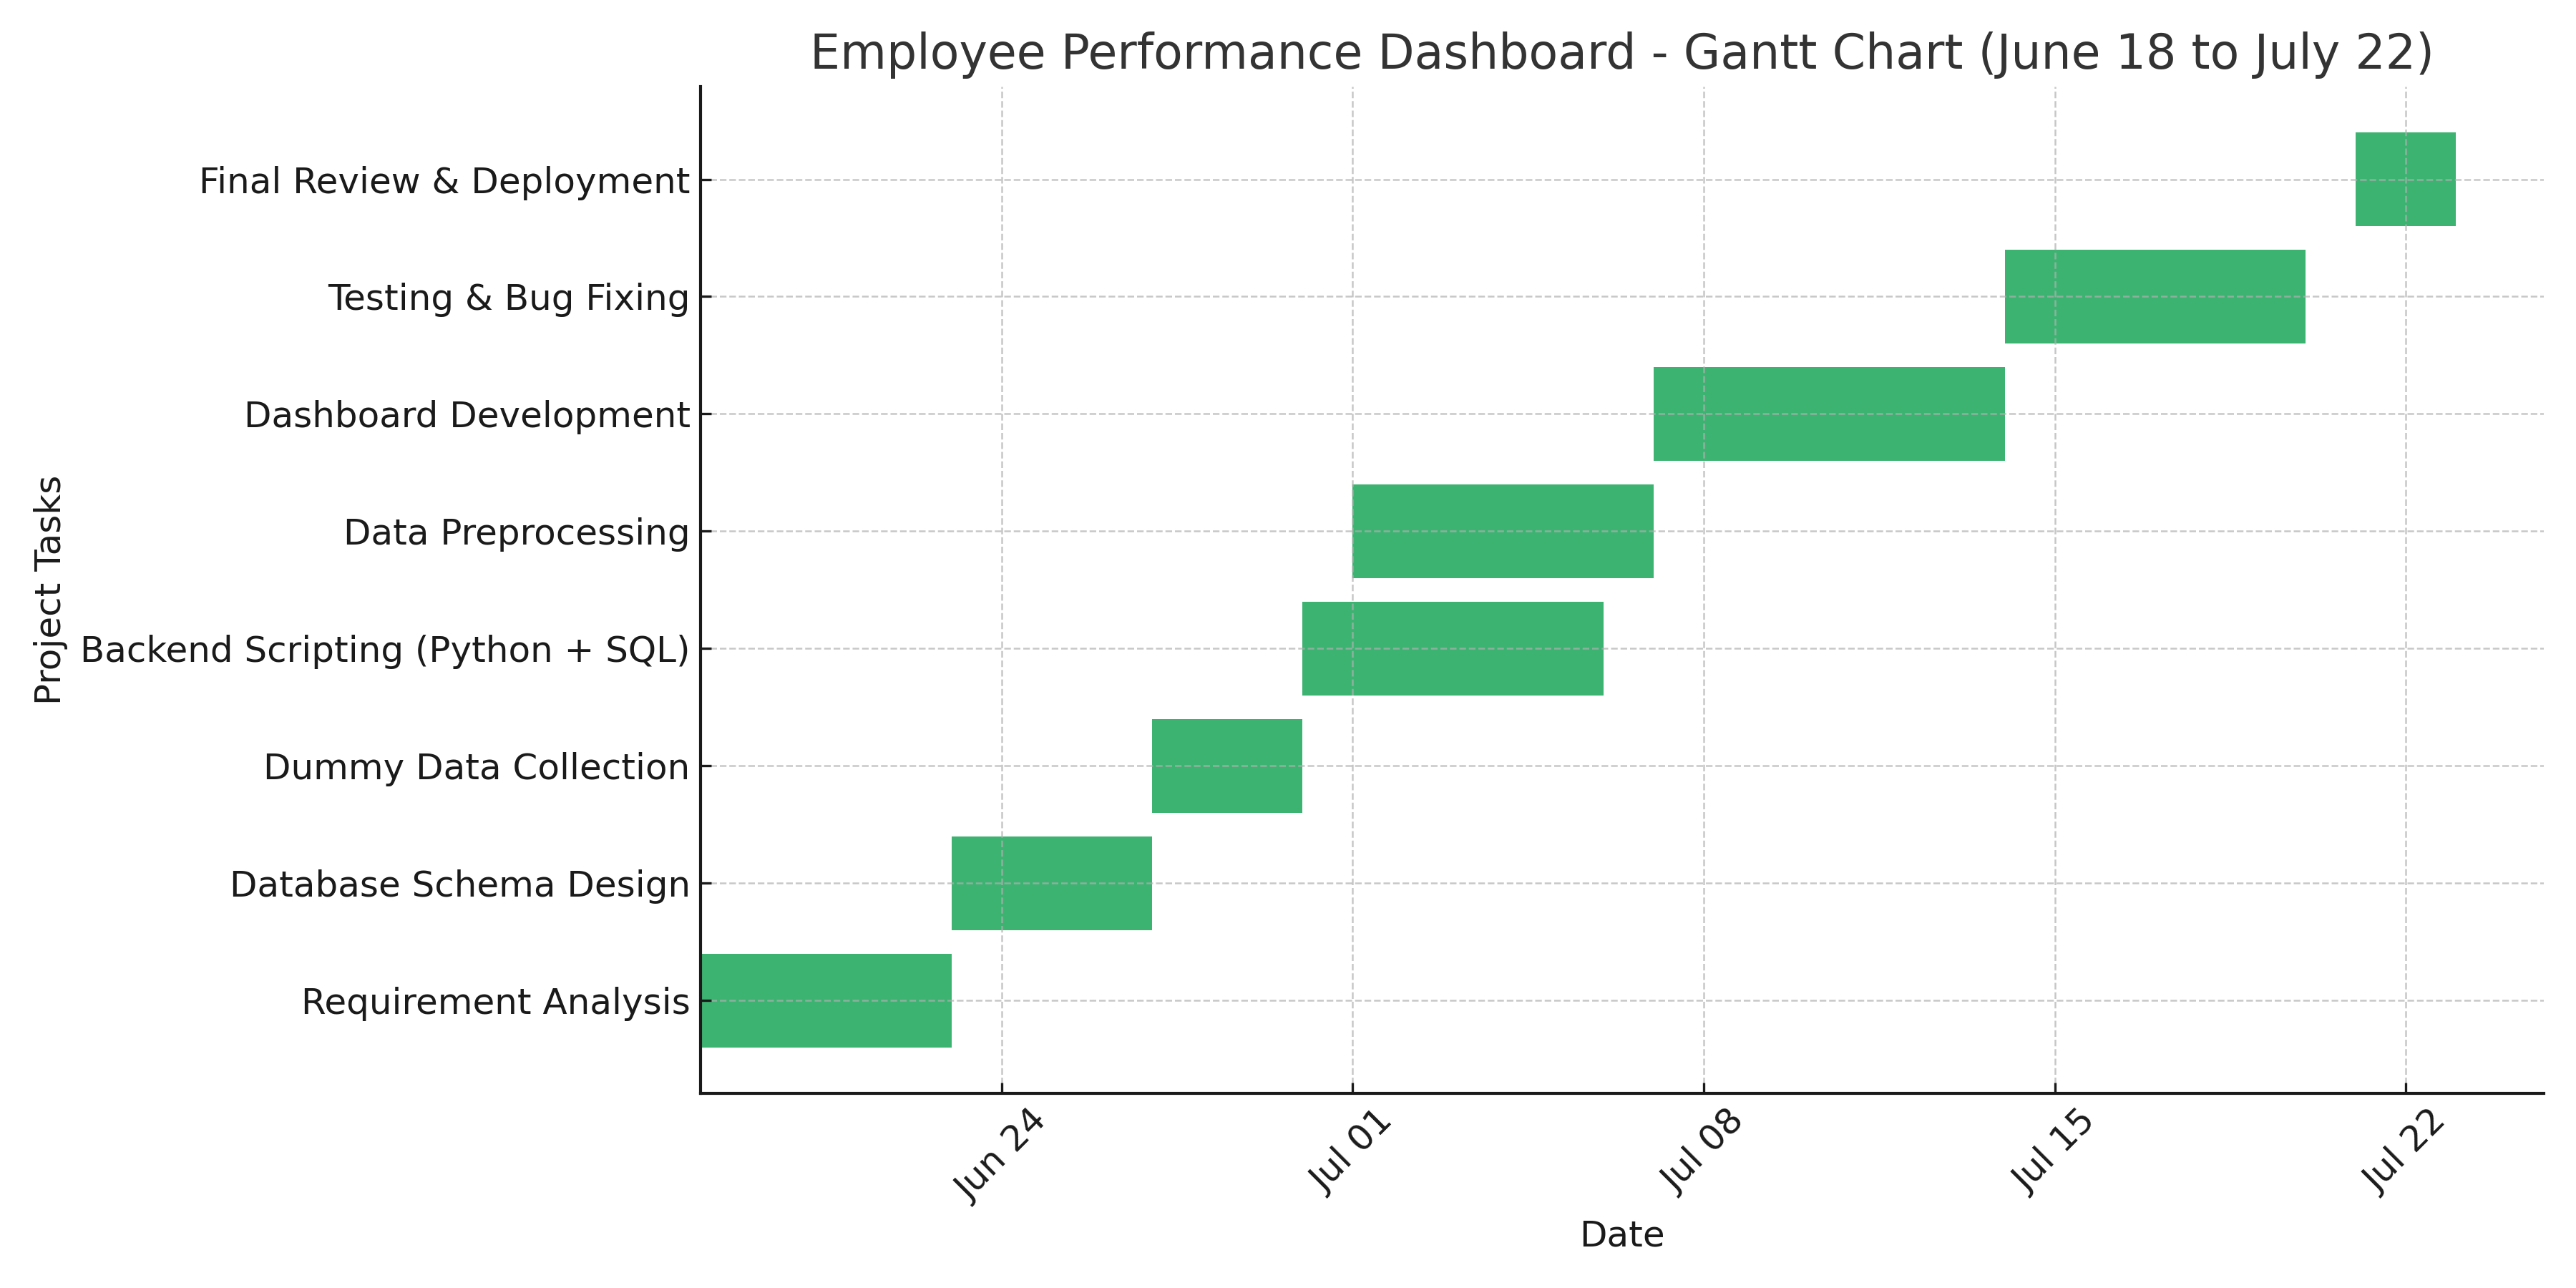 Employee Performance Dashboard - Gantt Chart (June 18 to July 22)
Final Review & Deployment
Testing & Bug Fixing
Dashboard Development
Data Preprocessing
Backend Scripting (Python + SQL)
Dummy Data Collection
Database Schema Design
Requirement Analysis
Project Tasks
Jun 24
Jul 01
Jul 08
Jul 15
Jul 22
Date